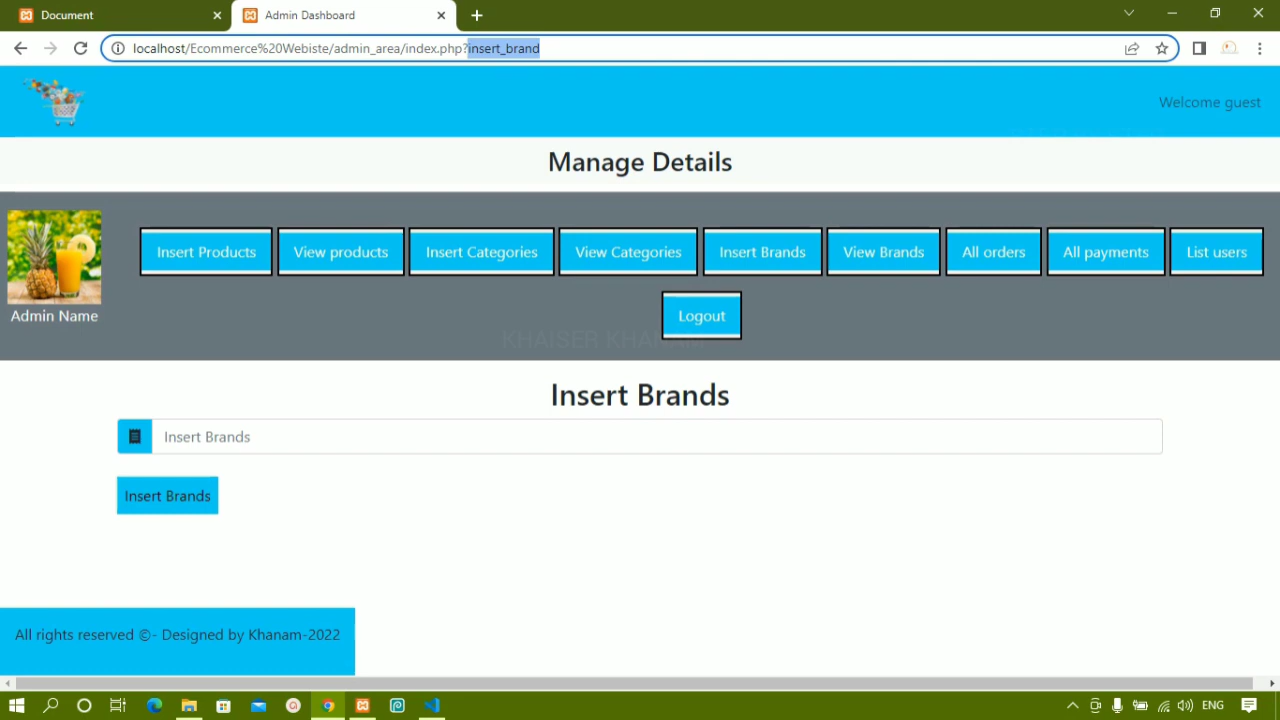 Document
Admin Dashboard
localhost/Ecommerce%20Webiste/admin_area/index.php?insert_brand
Welcome guest
Manage Details
Insert Products
View products
Insert Categories
View Categories
Insert Brands
View Brands
All orders
All payments
List users
Admin Name
Logout
KHAISER KHANAM
Insert Brands
Insert Brands
Insert Brands
All rights reserved ©- Designed by Khanam-2022
ENG